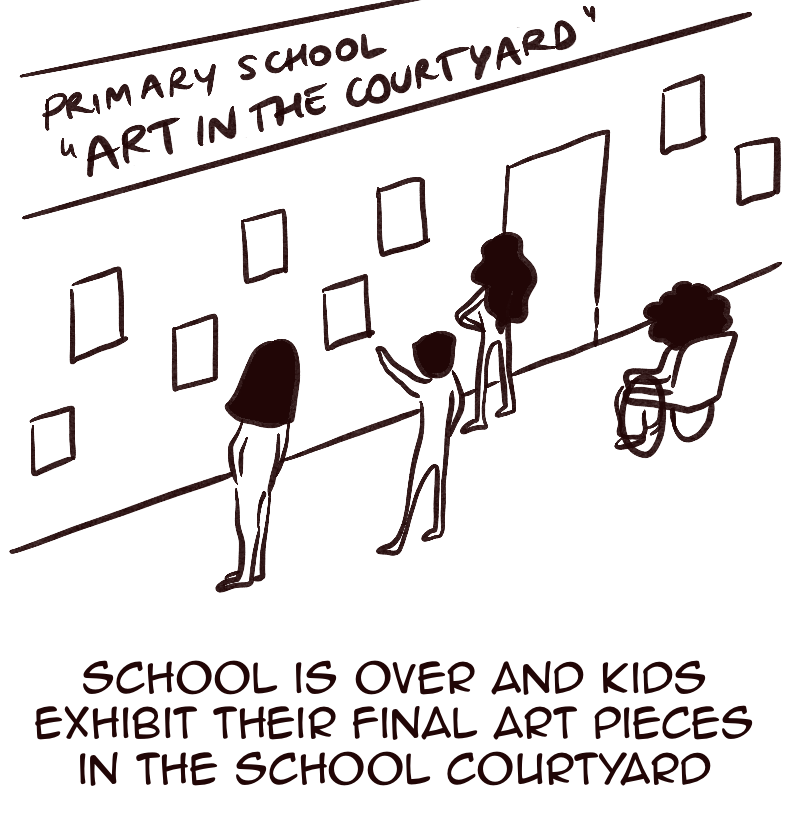 PRIMARY SCHOOL
"ART IN THE COURTYARD"
SCHOOL IS OVER AND KIDS
EXHIBIT THEIR FINAL ART PIECES
IN THE SCHOOL COURTYARD